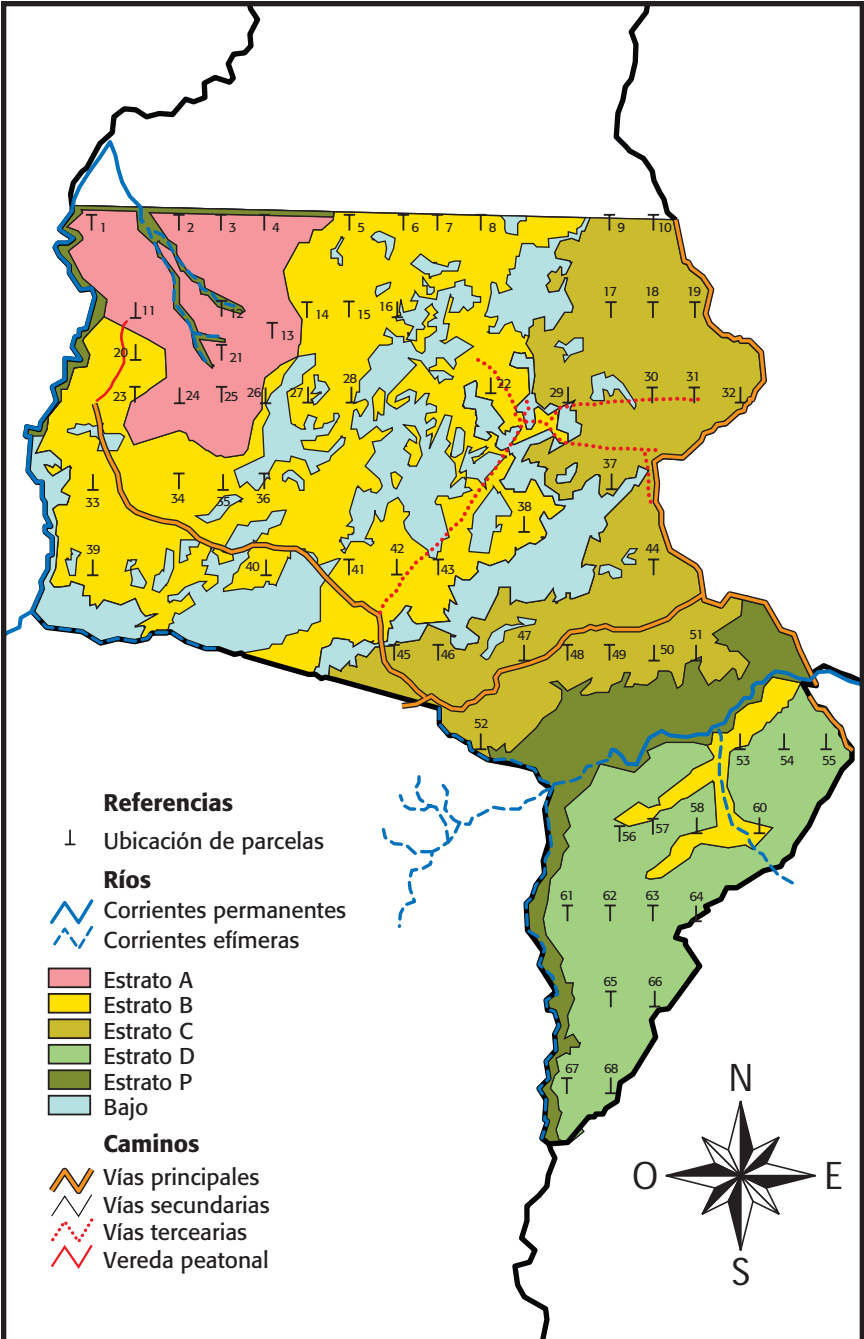 1 2 3 4 5 6 7 8 9 10
17 18 19
11 12 13 14 15 16
20 21
22
23 24 25 26 27 28 29 30 31 32
33 34 35 36 37
38
39 40 41 42 43 44
45 46 47 48 49 50 51
52
53 54 55
56 57 58 60
61 62 63 64
65 66
67 68
Referencias
Ubicación de parcelas
Ríos
Corrientes permanentes
Corrientes efímeras
Estrato A
Estrato B
Estrato C
Estrato D
Estrato P
Bajo
Caminos
Vías principales
Vías secundarias
Vías tercearias
Vereda peatonal
N
O E
S